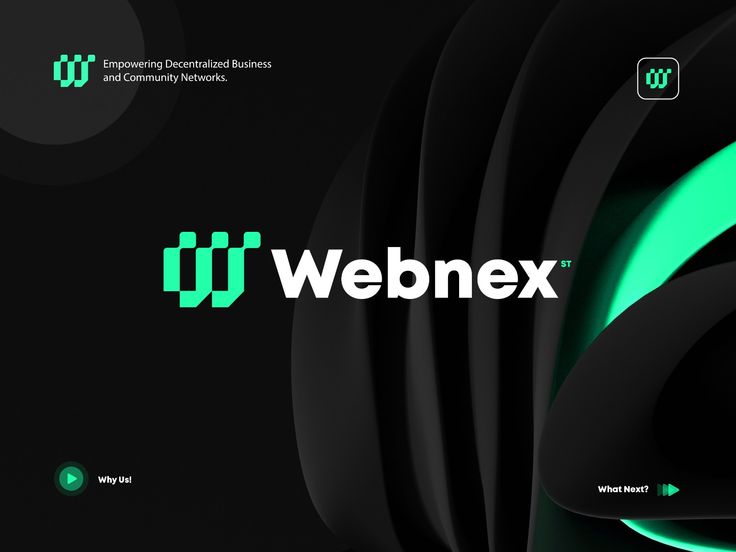 Empowering Decentralized Business
and Community Networks.
Webnex ST
Why Us!
What Next?